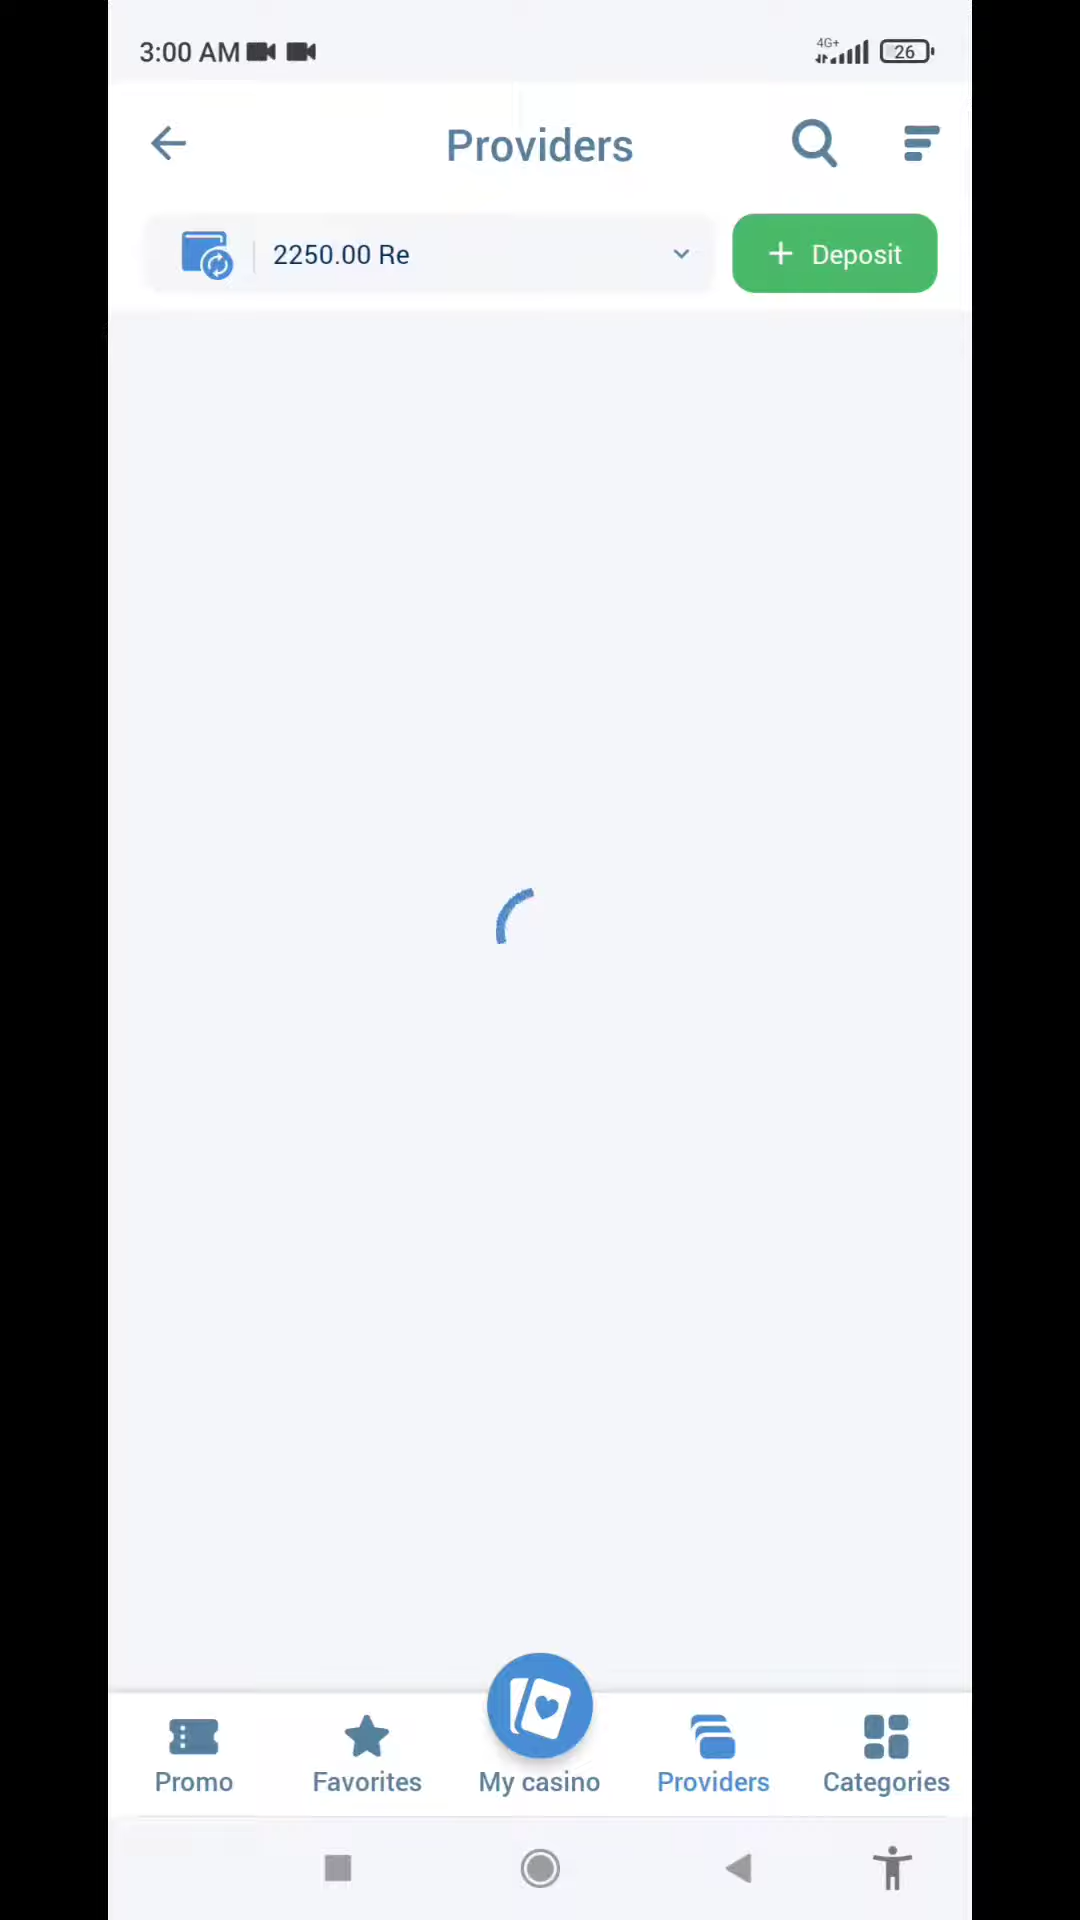 3:00 AM 4G+ 26
Providers
2250.00 Re
+ Deposit
Promo Favorites My casino Providers Categories